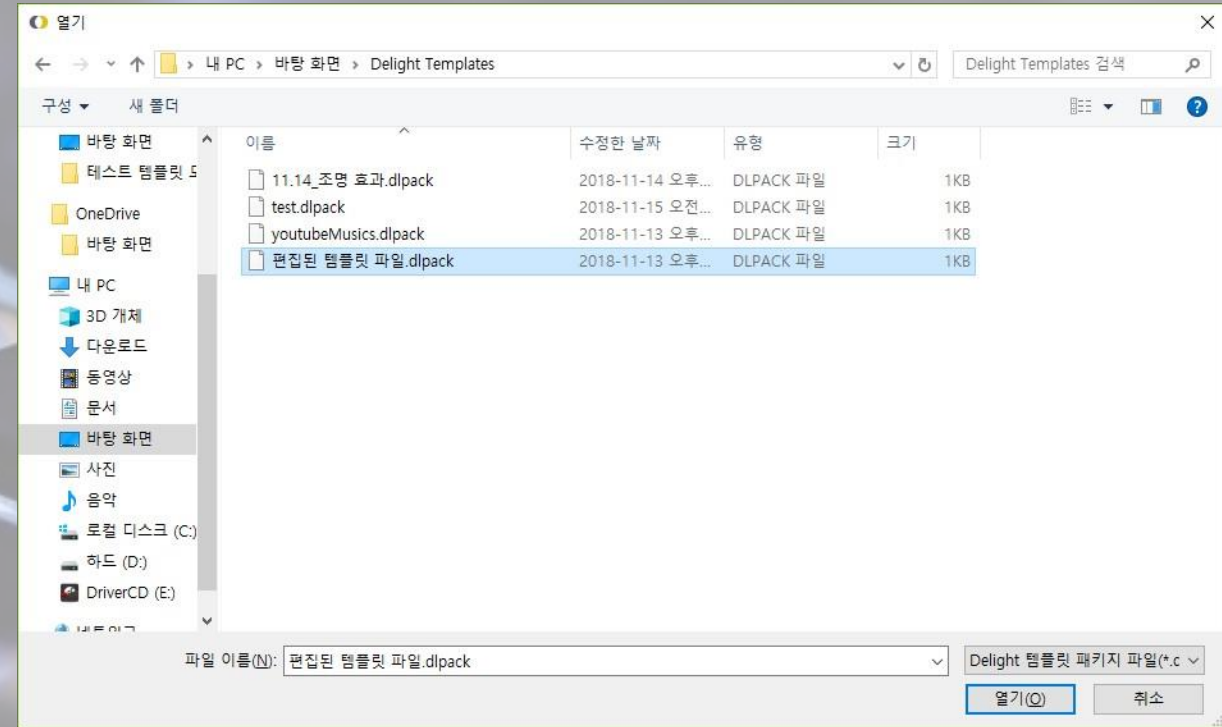 열기
내 PC > 바탕 화면 > Delight Templates
Delight Templates 검색
구성 새 폴더
바탕 화면
테스트 템플릿
OneDrive
바탕 화면
내 PC
3D 개체
다운로드
동영상
문서
바탕 화면
사진
음악
로컬 디스크 (C:)
하드 (D:)
DriverCD (E:)
이름 수정한 날짜 유형 크기
11.14_조명 효과.dlpack 2018-11-14 오후... DLPACK 파일 1KB
test.dlpack 2018-11-15 오전... DLPACK 파일 1KB
youtubeMusics.dlpack 2018-11-13 오후... DLPACK 파일 1KB
편집된 템플릿 파일.dlpack 2018-11-13 오후... DLPACK 파일 1KB
파일 이름(N): 편집된 템플릿 파일.dlpack
Delight 템플릿 패키지 파일(*.
열기(O) 취소